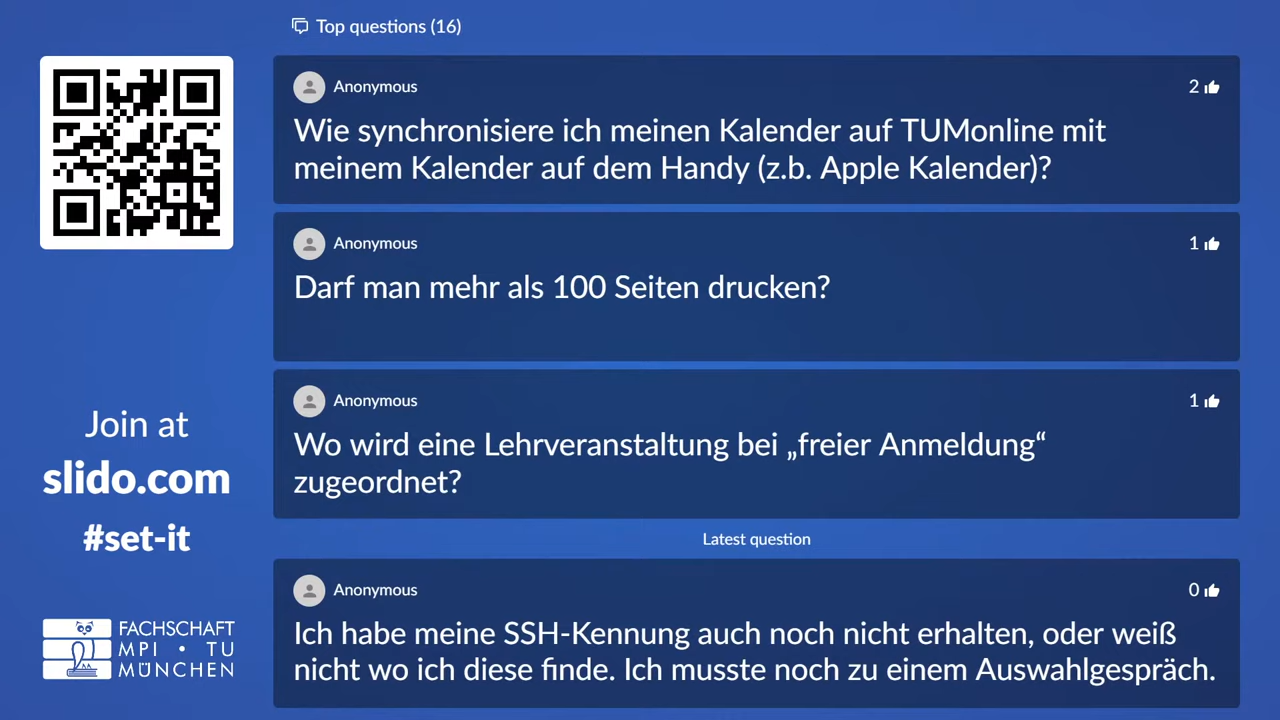 Top questions (16)
Anonymous
2
Wie synchronisiere ich meinen Kalender auf TUMonline mit
meinem Kalender auf dem Handy (z.b. Apple Kalender)?
Anonymous
1
Darf man mehr als 100 Seiten drucken?
Anonymous
1
Wo wird eine Lehrveranstaltung bei „freier Anmeldung“
zugeordnet?
Latest question
Anonymous
0
Ich habe meine SSH-Kennung auch noch nicht erhalten, oder weiß
nicht wo ich diese finde. Ich musste noch zu einem Auswahlgespräch.
Join at
slido.com
#set-it
FACHSCHAFT
MPI • TU
MÜNCHEN